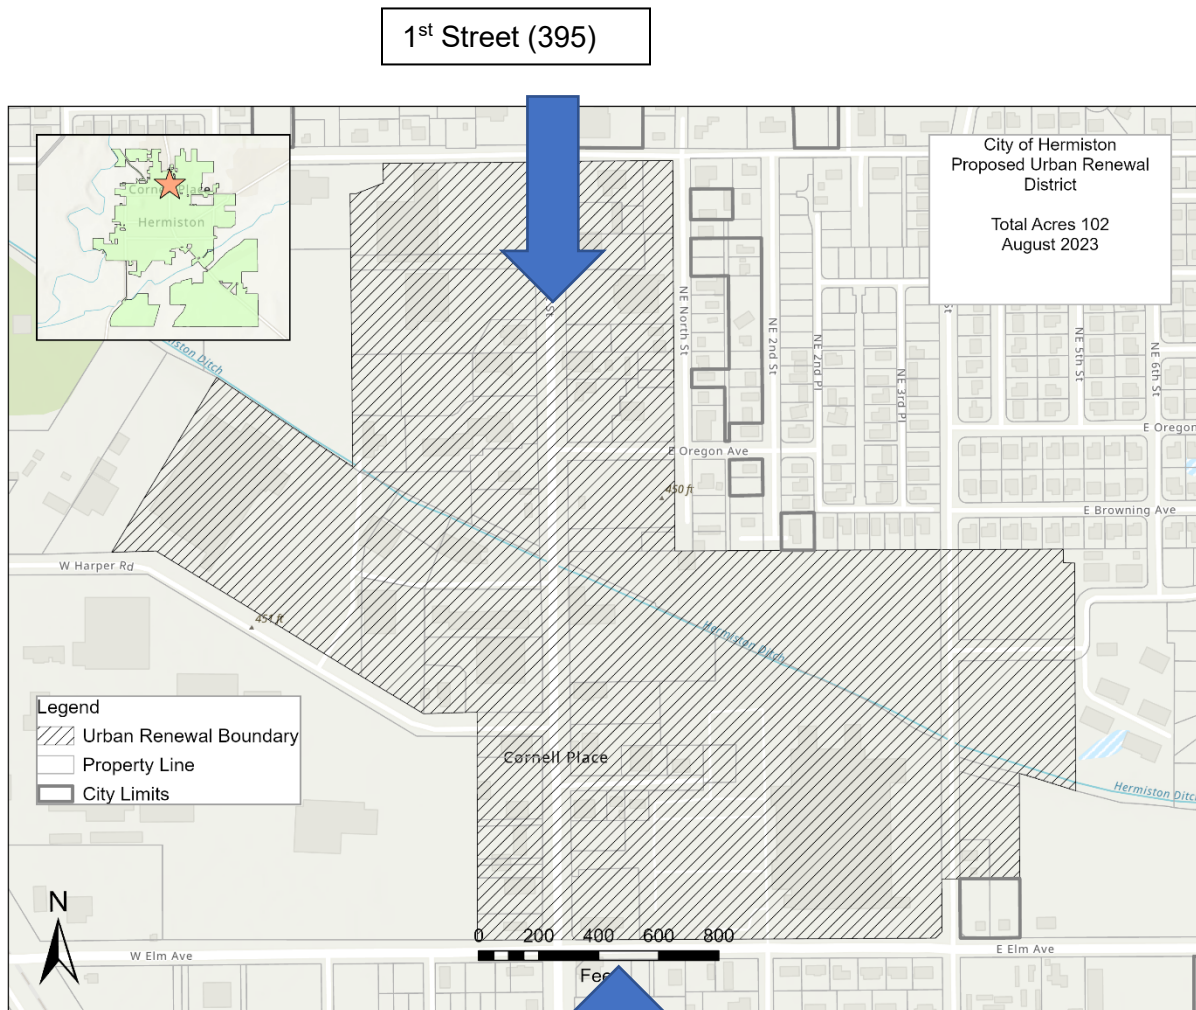 1st Street (395)
City of Hermiston
Proposed Urban Renewal
District
Total Acres 102
August 2023
Hermiston
St
St
NE North St
NE 2nd St
NE 2nd Pl
NE 3rd Pl
NE 5th St
NE 6th St
E Oregon
E Oregon Ave
450 ft
E Browning Ave
W Harper Rd
451 ft
Hermiston Ditch
Legend
Urban Renewal Boundary
Property Line
City Limits
Cornell Place
Hermiston Ditc
N
0 200 400 600 800
W Elm Ave
E Elm Ave